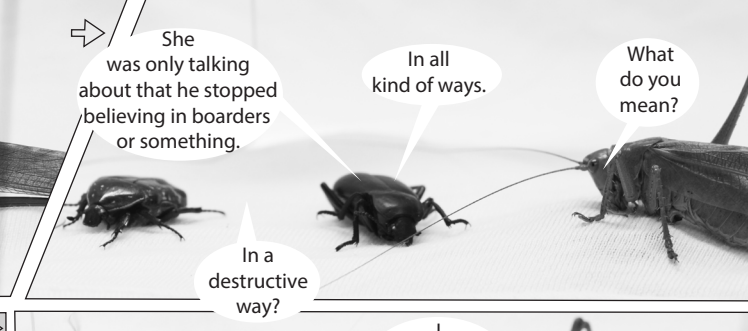 She
was only talking
about that he stopped
believing in boarders
or something.
In all
kind of ways.
What
do you
mean?
In a
destructive
way?